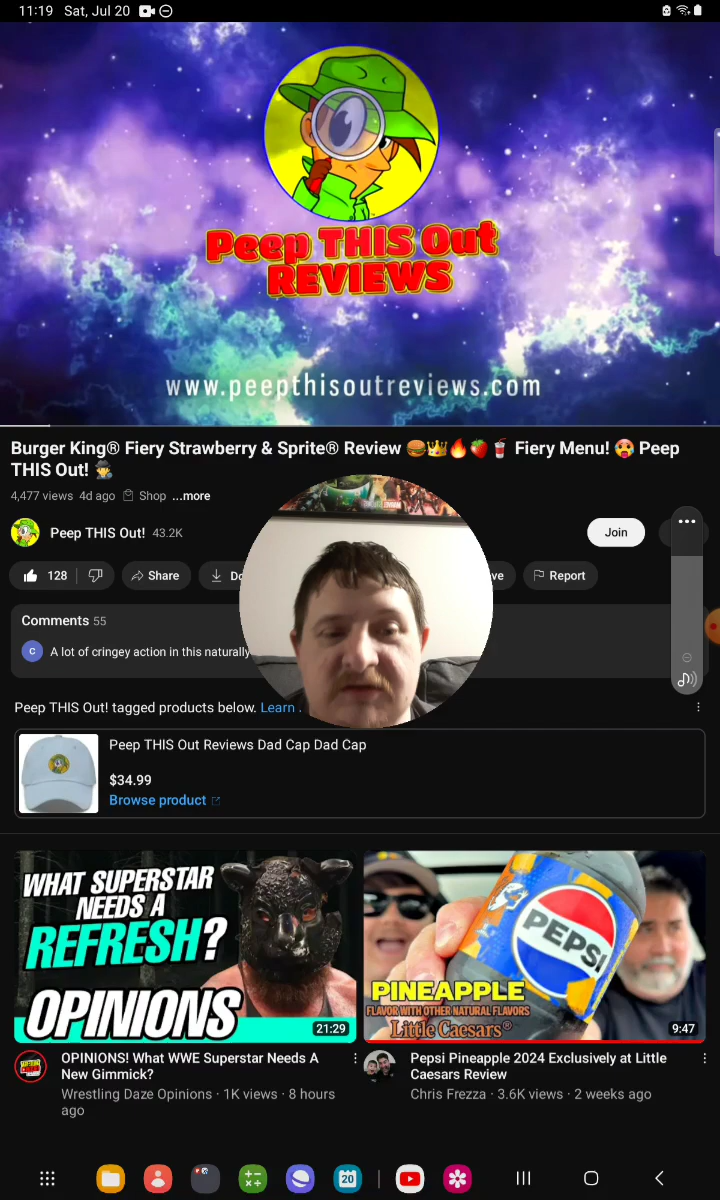 11:19 Sat, Jul 20
Peep THIS Out
REVIEWS
www.peepthisoutreviews.com
Burger King® Fiery Strawberry & Sprite® Review 🍔👑🔥🍓🥤 Fiery Menu! 🥵 Peep
THIS Out! 🕵️
4,477 views 4d ago Shop ...more
Peep THIS Out! 43.2K
Join
128
Share
Report
Comments 55
C
A lot of cringey action in this naturally
Peep THIS Out! tagged products below. Learn
Peep THIS Out Reviews Dad Cap Dad Cap
$34.99
Browse product
WHAT SUPERSTAR
NEEDS A
REFRESH?
OPINIONS
21:29
PEPSI
PINEAPPLE
FLAVOR WITH OTHER NATURAL FLAVORS
Little Caesars®
9:47
OPINIONS! What WWE Superstar Needs A
New Gimmick?
Wrestling Daze Opinions · 1K views · 8 hours
ago
Pepsi Pineapple 2024 Exclusively at Little
Caesars Review
Chris Frezza · 3.6K views · 2 weeks ago
20